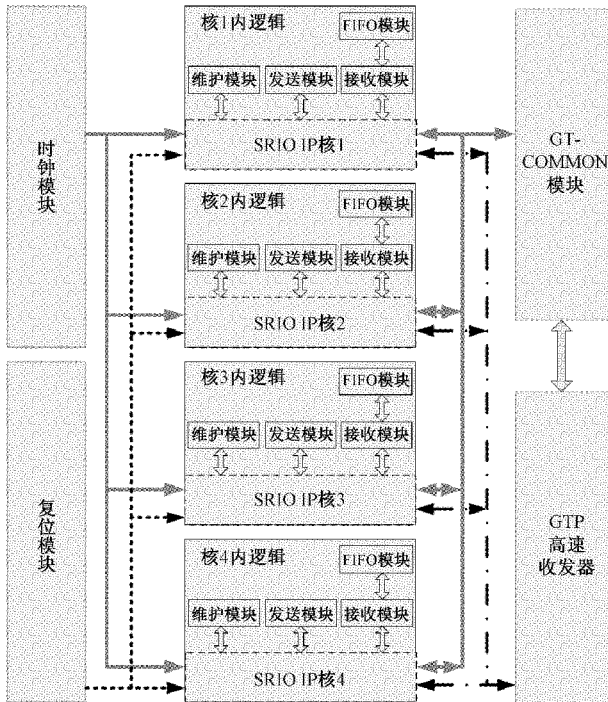 时钟模块
复位模块
核1内逻辑
FIFO模块
维护模块 发送模块 接收模块
SRIO IP核1
核2内逻辑
FIFO模块
维护模块 发送模块 接收模块
SRIO IP核2
核3内逻辑
FIFO模块
维护模块 发送模块 接收模块
SRIO IP核3
核4内逻辑
FIFO模块
维护模块 发送模块 接收模块
SRIO IP核4
GT-
COMMON
模块
GTP
高速
收发器